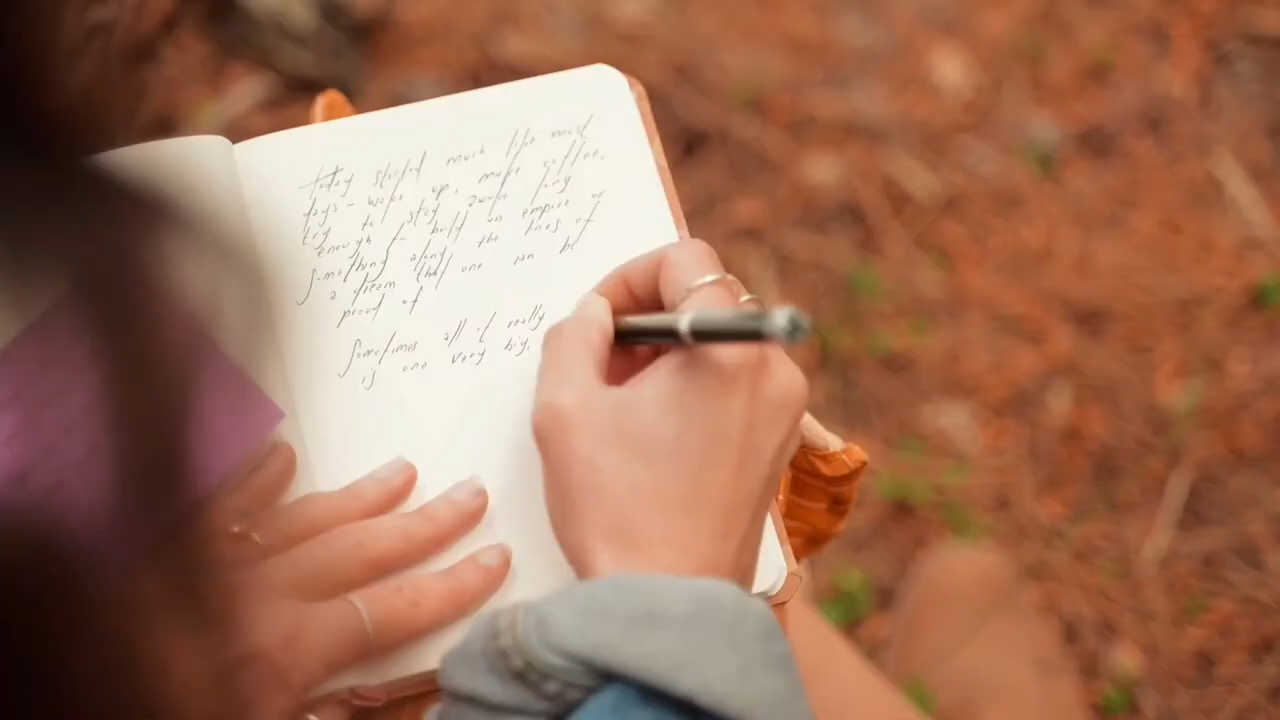 today started much like most
days - woke up, make coffee,
try to stay awake long
enough to build an empire or
something along the lines of
a dream that one can be
proud of
Sometimes all it really
is one very big,